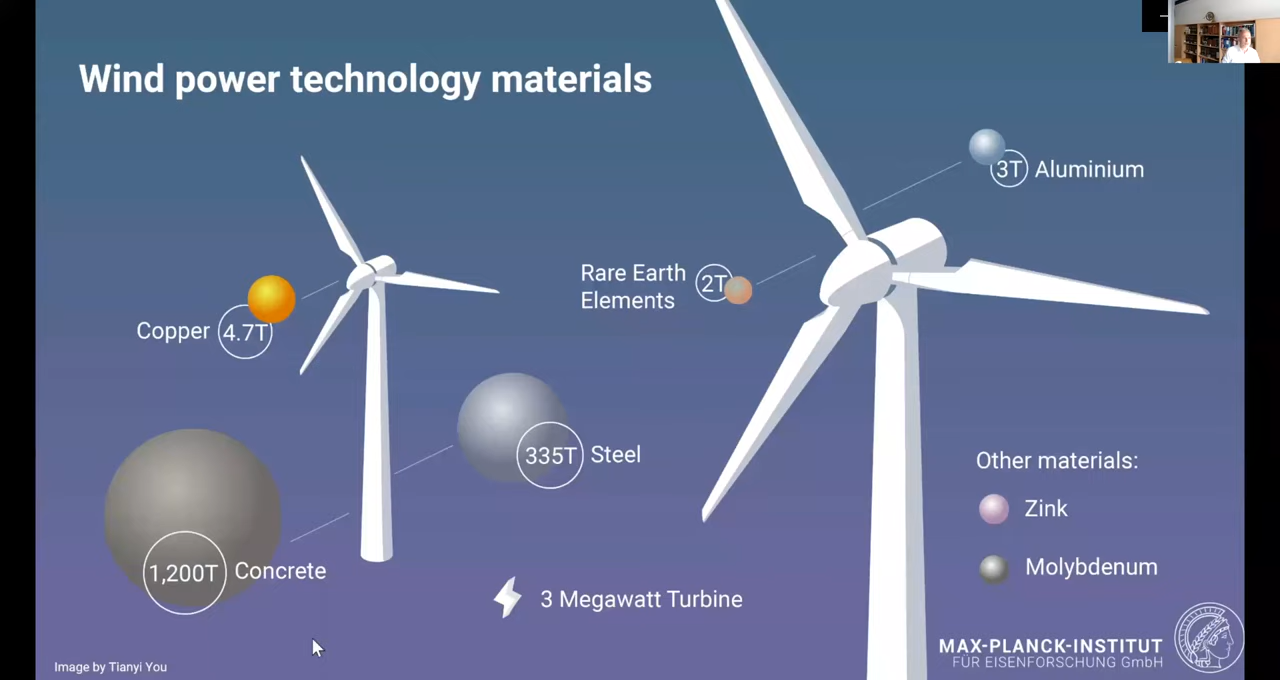 Wind power technology materials
3T Aluminium
Rare Earth
Elements
2T
Copper 4.7T
335T Steel
Other materials:
Zink
Molybdenum
1,200T Concrete
3 Megawatt Turbine
MAX-PLANCK-INSTITUT
FÜR EISENFORSCHUNG GmbH
Image by Tianyi You